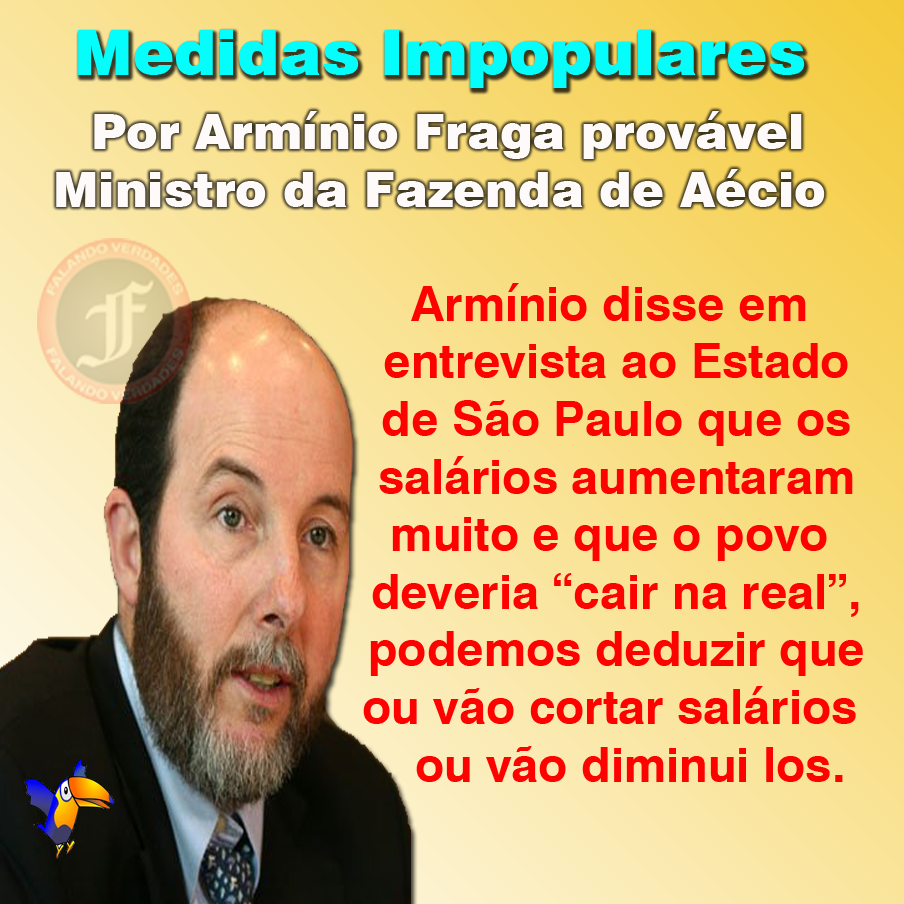 Medidas Impopulares
Por Armínio Fraga provável
Ministro da Fazenda de Aécio
FALANDO VERDADES
F
FALANDO VERDADES
Armínio disse em
entrevista ao Estado
de São Paulo que os
salários aumentaram
muito e que o povo
deveria “cair na real”,
podemos deduzir que
ou vão cortar salários
ou vão diminui los.